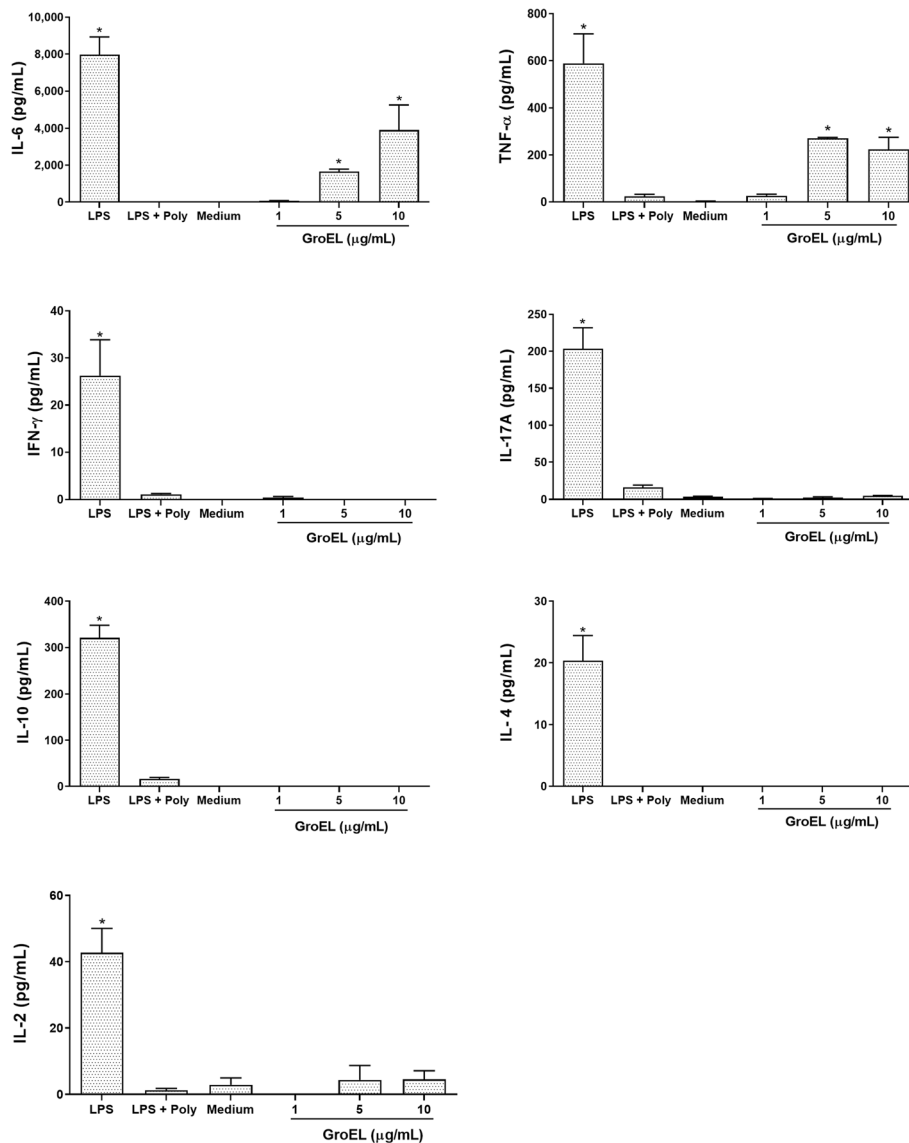 IL-6 (pg/mL)
10,000
8,000
6,000
4,000
2,000
0
*
*
*
LPS LPS + Poly Medium 1 5 10
GroEL (μg/mL)
TNF-α (pg/mL)
800
600
400
200
0
*
*
*
LPS LPS + Poly Medium 1 5 10
GroEL (μg/mL)
IFN-γ (pg/mL)
40
30
20
10
0
*
LPS LPS + Poly Medium 1 5 10
GroEL (μg/mL)
IL-17A (pg/mL)
250
200
150
100
50
0
*
LPS LPS + Poly Medium 1 5 10
GroEL (μg/mL)
IL-10 (pg/mL)
400
300
200
100
0
*
LPS LPS + Poly Medium 1 5 10
GroEL (μg/mL)
IL- 4 (pg/mL)
30
20
10
0
*
LPS LPS + Poly Medium 1 5 10
GroEL (μg/mL)
IL-2 (pg/mL)
60
40
20
0
*
LPS LPS + Poly Medium 1 5 10
GroEL (μg/mL)